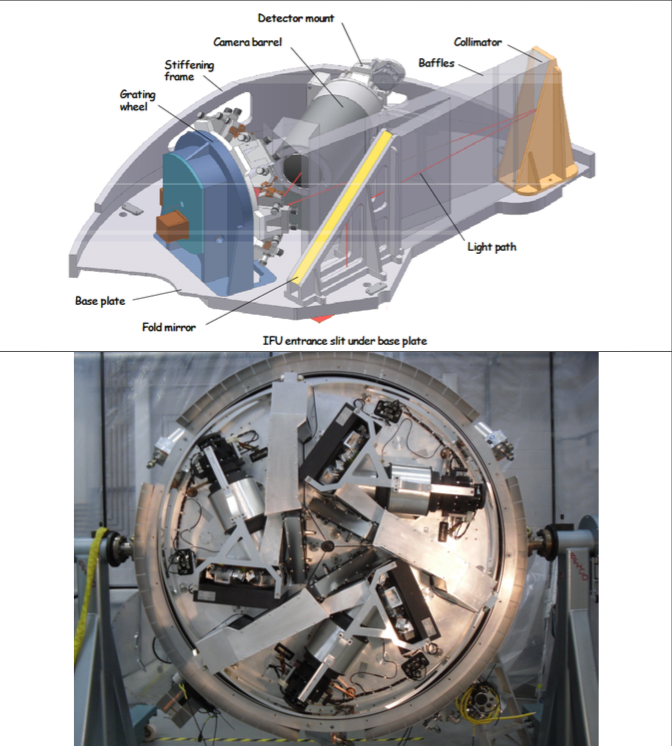 Detector mount
Camera barrel
Collimator
Baffles
Stiffening
frame
Grating
wheel
Light path
Base plate
Fold mirror
IFU entrance slit under base plate